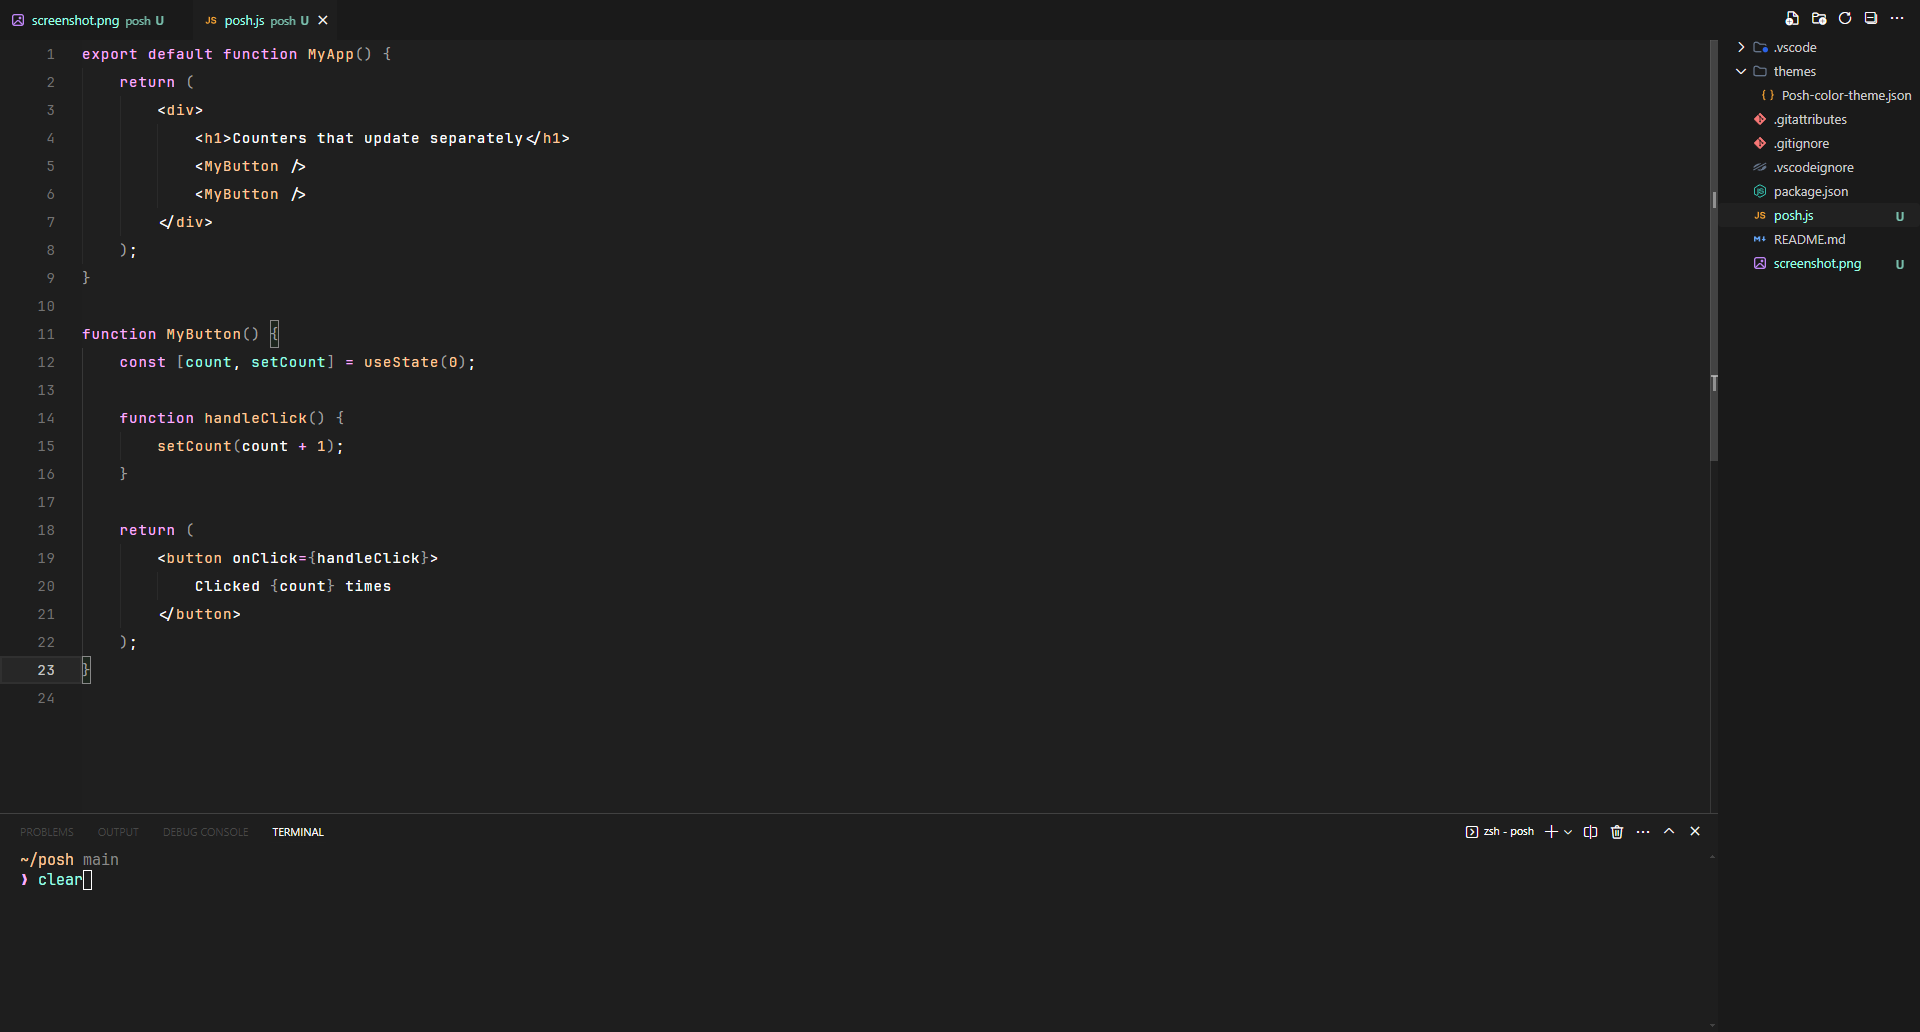 screenshot.png posh U
JS posh.js posh U
1 export default function MyApp() {
2 return (
3 <div>
4 <h1>Counters that update separately</h1>
5 <MyButton />
6 <MyButton />
7 </div>
8 );
9 }
10
11 function MyButton() {
12 const [count, setCount] = useState(0);
13
14 function handleClick() {
15 setCount(count + 1);
16 }
17
18 return (
19 <button onClick={handleClick}>
20 Clicked {count} times
21 </button>
22 );
23 }
24
.vscode
themes
{ } Posh-color-theme.json
.gitattributes
.gitignore
.vscodeignore
package.json
JS posh.js U
README.md
screenshot.png U
PROBLEMS OUTPUT DEBUG CONSOLE TERMINAL
zsh - posh
~/posh main
❯ clear